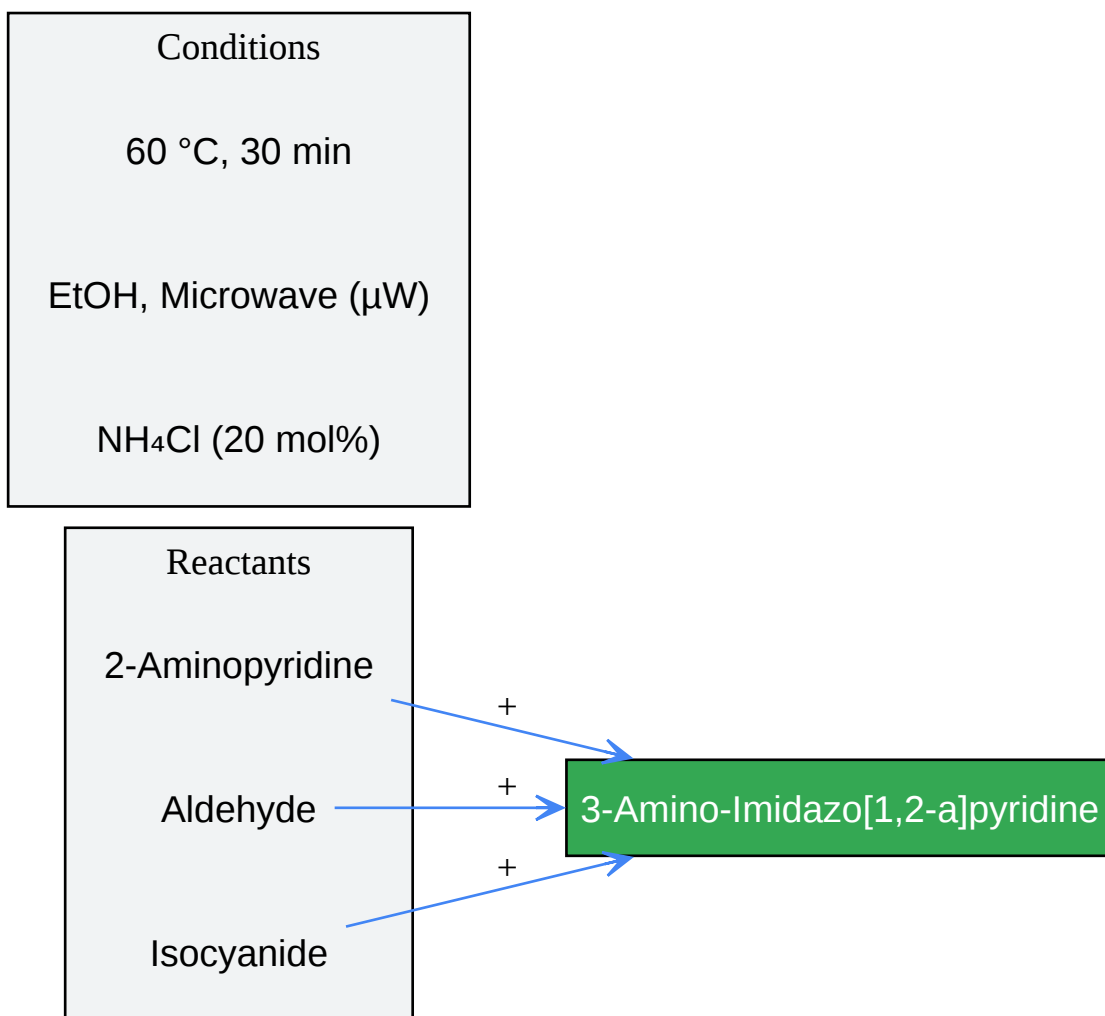 Conditions
60 °C, 30 min
EtOH, Microwave (µW)
NH₄Cl (20 mol%)
Reactants
2-Aminopyridine
+
Aldehyde
+
3-Amino-Imidazo[1,2-a]pyridine
+
Isocyanide